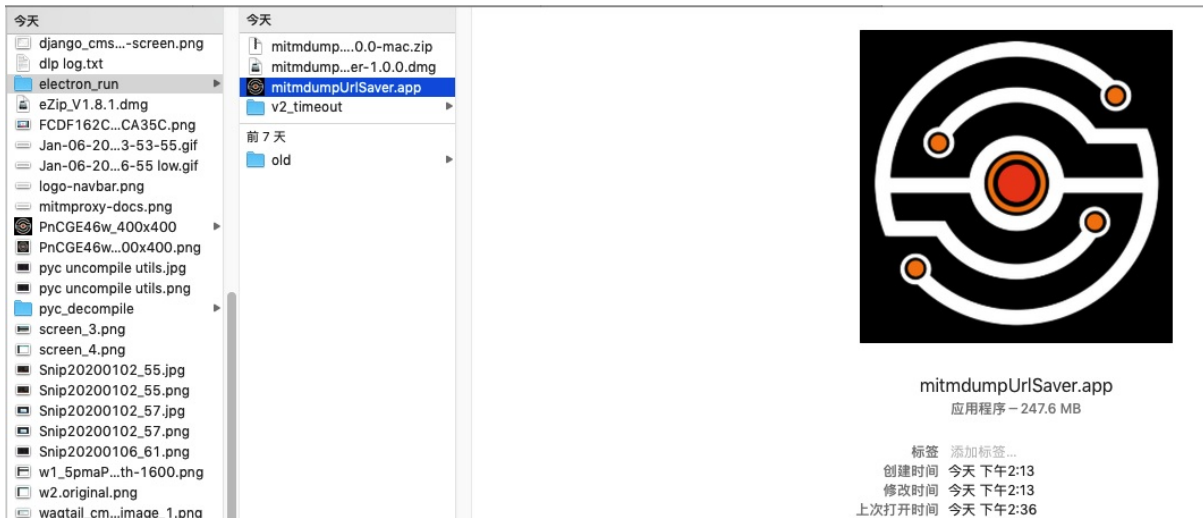 今天
django_cms...-screen.png
dlp log.txt
electron_run
eZip_V1.8.1.dmg
FCDF162C...CA35C.png
Jan-06-20...3-53-55.gif
Jan-06-20...6-55 low.gif
logo-navbar.png
mitmproxy-docs.png
PnCGE46w_400x400
PnCGE46w...00x400.png
pyc uncompile utils.jpg
pyc uncompile utils.png
pyc_decompile
screen_3.png
screen_4.png
Snip20200102_55.jpg
Snip20200102_55.png
Snip20200102_57.jpg
Snip20200102_57.png
Snip20200106_61.png
w1_5pmaP...th-1600.png
w2.original.png
wagtail_cm...image_1.png
今天
mitmdump....0.0-mac.zip
mitmdump...er-1.0.0.dmg
mitmdumpUrlSaver.app
v2_timeout
前 7 天
old
mitmdumpUrlSaver.app
应用程序 – 247.6 MB
标签 添加标签...
创建时间 今天 下午2:13
修改时间 今天 下午2:13
上次打开时间 今天 下午2:36